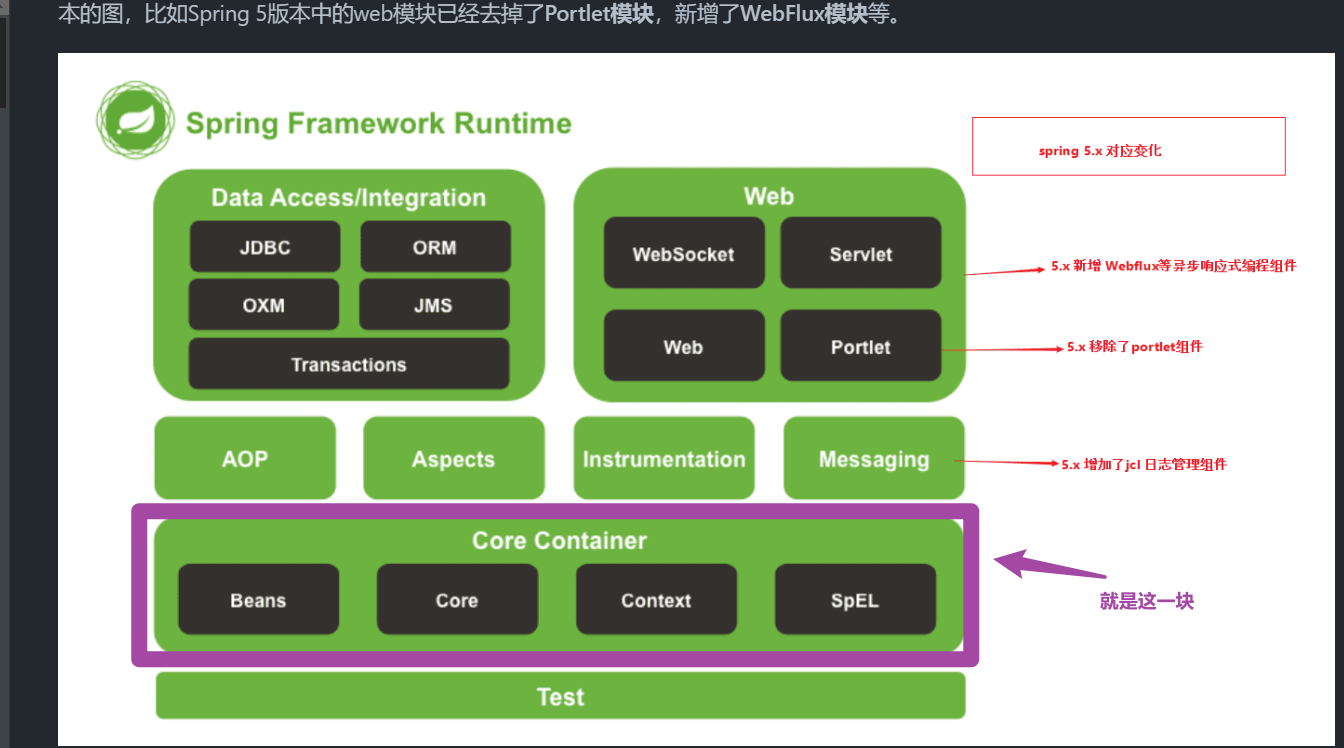 本的图，比如Spring 5版本中的web模块已经去掉了Portlet模块，新增了WebFlux模块等。
Spring Framework Runtime
spring 5.x 对应变化
Data Access/Integration
JDBC
ORM
OXM
JMS
Transactions
Web
WebSocket
Servlet
Web
Portlet
5.x 新增 Webflux等异步响应式编程组件
5.x 移除了portlet组件
AOP
Aspects
Instrumentation
Messaging
5.x 增加了jcl 日志管理组件
Core Container
Beans
Core
Context
SpEL
就是这一块
Test